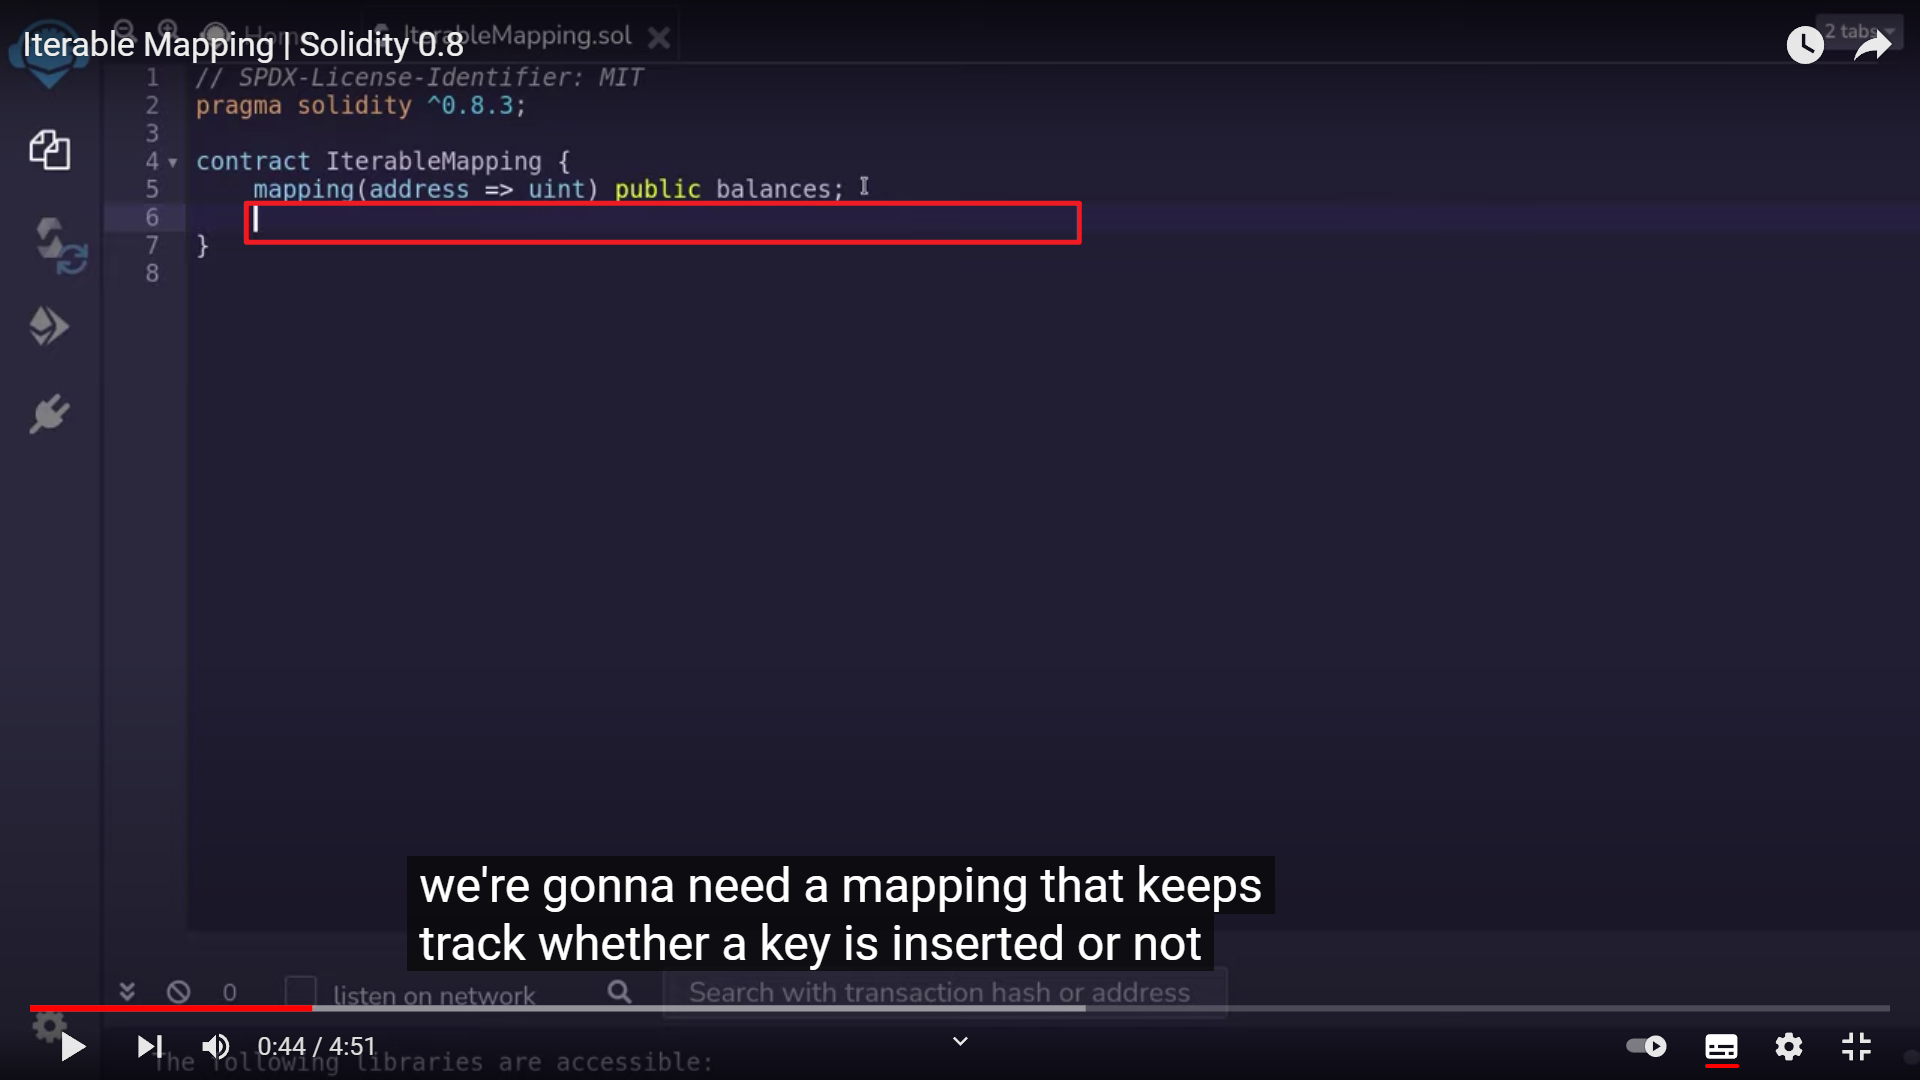 Iterable Mapping | Solidity 0.8
IterableMapping.sol
2 tabs
1 // SPDX-License-Identifier: MIT
2 pragma solidity ^0.8.3;
3
4 contract IterableMapping {
5 mapping(address => uint) public balances;
6
7 }
8
we're gonna need a mapping that keeps
track whether a key is inserted or not
0 listen on network Search with transaction hash or address
0:44 / 4:51
The following libraries are accessible: